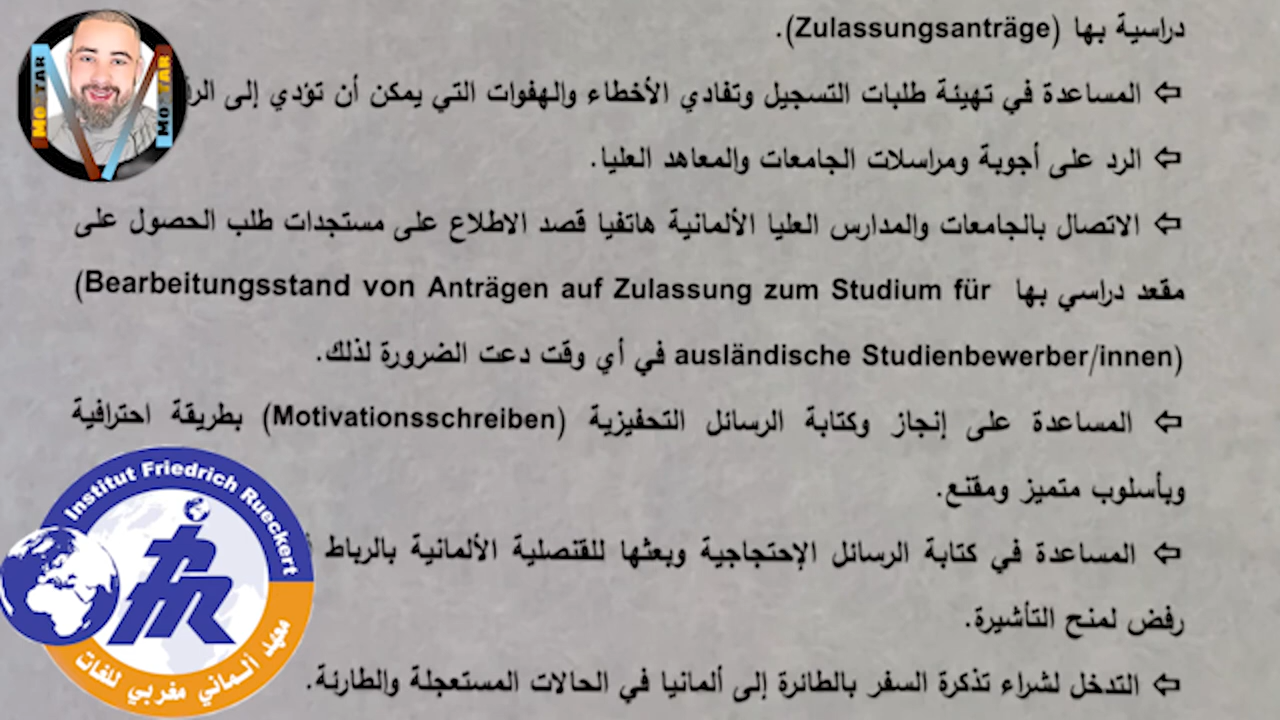 دراسية بها (Zulassungsanträge).
⇦ المساعدة في تهيئة طلبات التسجيل وتفادي الأخطاء والهفوات التي يمكن أن تؤدي إلى
⇦ الرد على أجوبة ومراسلات الجامعات والمعاهد العليا.
⇦ الاتصال بالجامعات والمدارس العليا الألمانية هاتفيا قصد الاطلاع على مستجدات طلب الحصول على
مقعد دراسي بها (Bearbeitungsstand von Anträgen auf Zulassung zum Studium für
ausländische Studienbewerber/innen) في أي وقت دعت الضرورة لذلك.
⇦ المساعدة على إنجاز وكتابة الرسائل التحفيزية (Motivationsschreiben) بطريقة احترافية
وبأسلوب متميز ومقنع.
⇦ المساعدة في كتابة الرسائل الإحتجاجية وبعثها للقنصلية الألمانية بالرباط
رفض لمنح التأشيرة.
⇦ التدخل لشراء تذكرة السفر بالطائرة إلى ألمانيا في الحالات المستعجلة والطارئة.
Institut Friedrich Rueckert
معهد ألماني مغربي للغات